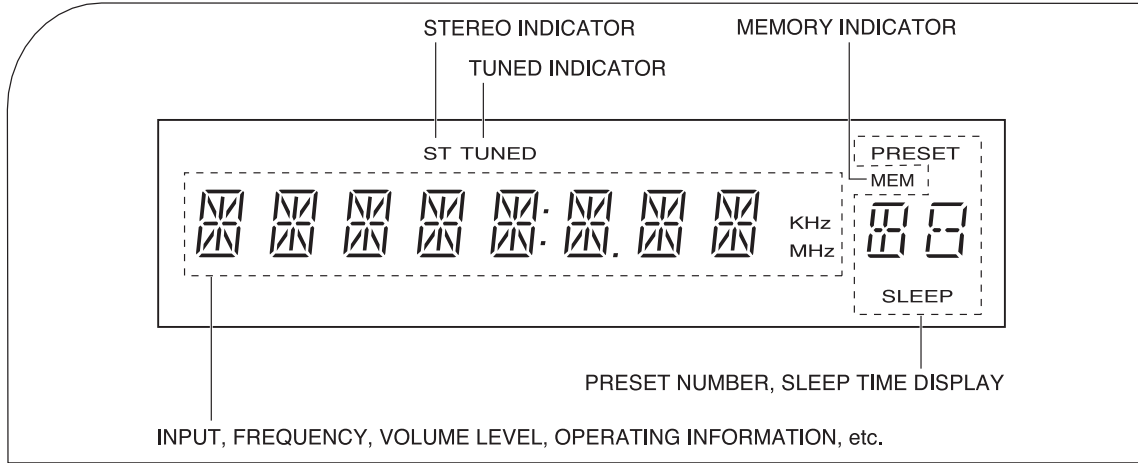 STEREO INDICATOR
MEMORY INDICATOR
TUNED INDICATOR
ST TUNED
PRESET
MEM
KHz
MHz
SLEEP
PRESET NUMBER, SLEEP TIME DISPLAY
INPUT, FREQUENCY, VOLUME LEVEL, OPERATING INFORMATION, etc.